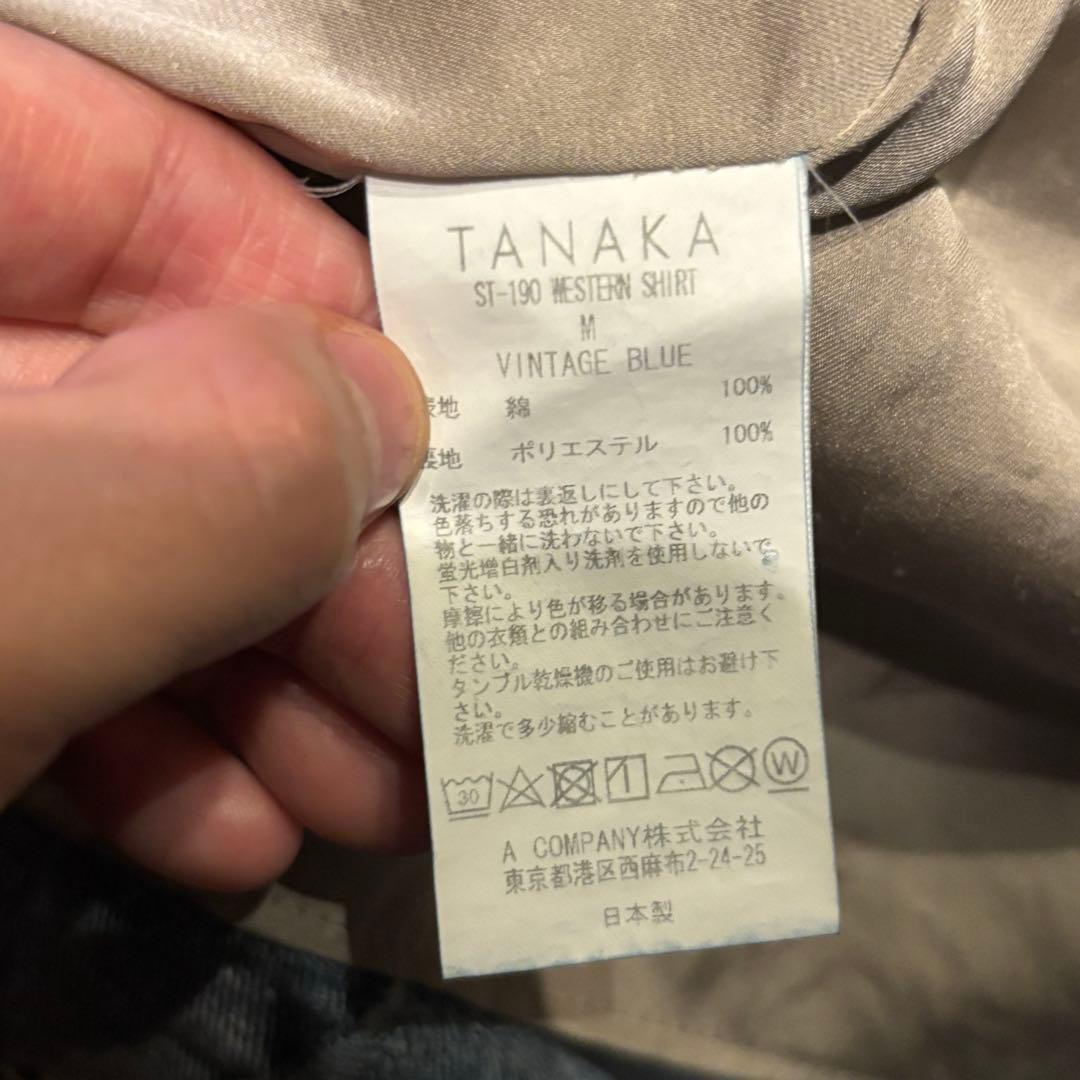 TANAKA
ST-190 WESTERN SHIRT
M
VINTAGE BLUE
表地 綿 100%
裏地 ポリエステル 100%
洗濯の際は裏返しにして下さい。
色落ちする恐れがありますので他の
物と一緒に洗わないで下さい。
蛍光増白剤入り洗剤を使用しないで
下さい。
摩擦により色が移る場合があります。
他の衣類との組み合わせにご注意く
ださい。
タンブル乾燥機のご使用はお避け下
さい。
洗濯で多少縮むことがあります。
30 W
A COMPANY株式会社
東京都港区西麻布2-24-25
日本製